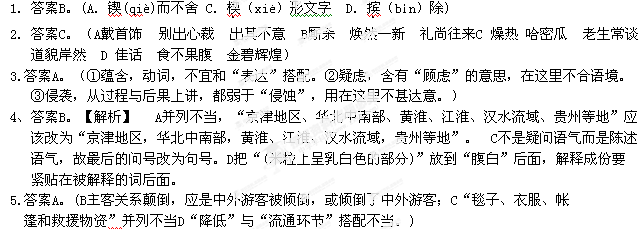 1. 答案B。(A. 锲(qiè)而不舍 C. 楔（xiē）形文字 D. 摈（bìn）除)
2. 答案B。(A戴首饰 别出心裁 出其不意 B 焕然一新 礼尚往来C 燥热 哈密瓜 老生常谈
道貌岸然 D 佳话 食不果腹 金碧辉煌)
3.答案A。(①蕴含，动词，不宜和“表达”搭配。②疑虑，含有“顾虑”的意思，在这里不合语境。
③侵袭，从过程与后果上讲，都弱于“侵蚀”，用在这里不甚达意。)
4、答案B。【解析】 A并列不当，“京津地区、华北中南部、黄淮、江淮、汉水流域、贵州等地”应
该改为“京津地区，华北中南部，黄淮、江淮、汉水流域，贵州等地”。 C不是疑问语气而是陈述
语气，故最后的问号改为句号。D把“(米粒上呈乳白色的部分)”放到“腹白”后面，解释成份要
紧贴在被解释的词后面。
5.答案A。(B主客关系颠倒，应是中外游客被倾倒，或倾倒了中外游客；C“毯子、衣服、帐
篷和救援物资”并列不当D“降低”与“流通环节”搭配不当。)